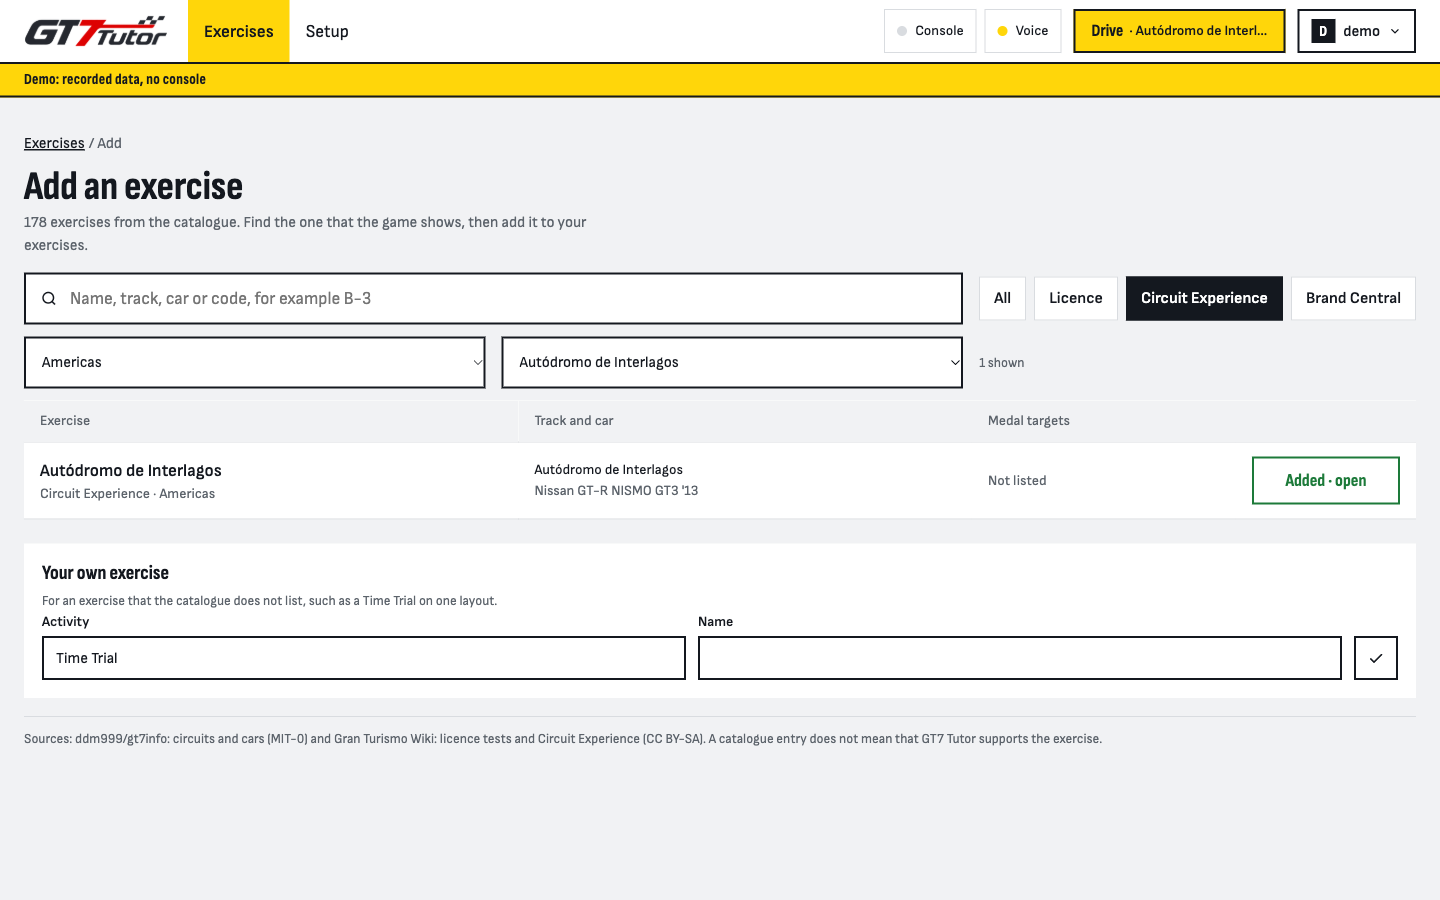 GT7 Tutor
Exercises
Setup
Console
Voice
Drive · Autódromo de Interl...
D demo
Demo: recorded data, no console
Exercises / Add
Add an exercise
178 exercises from the catalogue. Find the one that the game shows, then add it to your
exercises.
Name, track, car or code, for example B-3
All
Licence
Circuit Experience
Brand Central
Americas
Autódromo de Interlagos
1 shown
Exercise
Track and car
Medal targets
Autódromo de Interlagos
Circuit Experience · Americas
Autódromo de Interlagos
Nissan GT-R NISMO GT3 '13
Not listed
Added · open
Your own exercise
For an exercise that the catalogue does not list, such as a Time Trial on one layout.
Activity
Name
Time Trial
Sources: ddm999/gt7info: circuits and cars (MIT-0) and Gran Turismo Wiki: licence tests and Circuit Experience (CC BY-SA). A catalogue entry does not mean that GT7 Tutor supports the exercise.